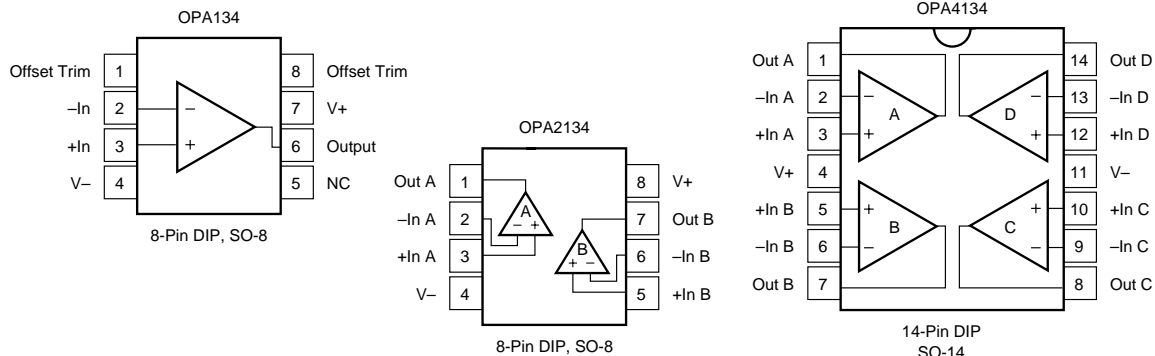 OPA134
Offset Trim 1 8 Offset Trim
–In 2 – 7 V+
+In 3 + 6 Output
V– 4 5 NC
8-Pin DIP, SO-8
OPA2134
Out A 1 A 8 V+
–In A 2 – + 7 Out B
+In A 3 B 6 –In B
V– 4 + – 5 +In B
8-Pin DIP, SO-8
OPA4134
Out A 1 14 Out D
–In A 2 – – 13 –In D
A D
+In A 3 + + 12 +In D
V+ 4 11 V–
+In B 5 + + 10 +In C
B C
–In B 6 – – 9 –In C
Out B 7 8 Out C
14-Pin DIP
SO-14